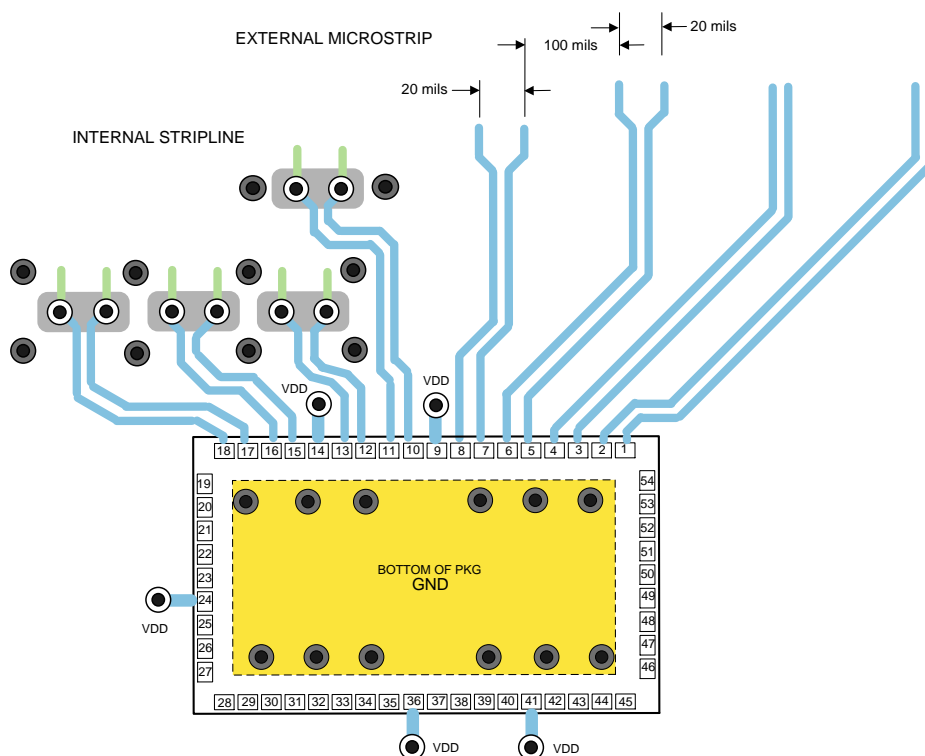 EXTERNAL MICROSTRIP
20 mils
100 mils
20 mils
INTERNAL STRIPLINE
VDD
VDD
18 17 16 15 14 13 12 11 10 9 8 7 6 5 4 3 2 1
19
20
21
22
23
24
25
26
27
54
53
52
51
50
49
48
47
46
BOTTOM OF PKG
GND
VDD
28 29 30 31 32 33 34 35 36 37 38 39 40 41 42 43 44 45
VDD
VDD